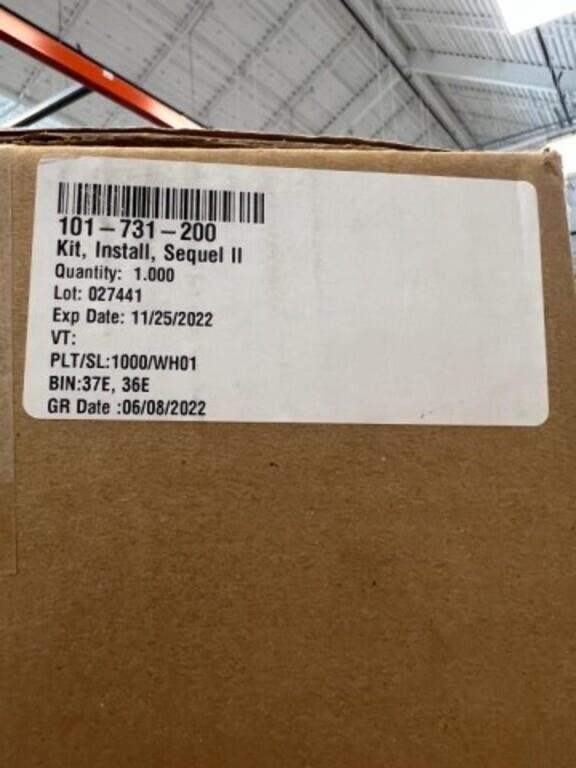 101-731-200
Kit, Install, Sequel II
Quantity: 1.000
Lot: 027441
Exp Date: 11/25/2022
VT:
PLT/SL:1000/WH01
BIN:37E, 36E
GR Date :06/08/2022